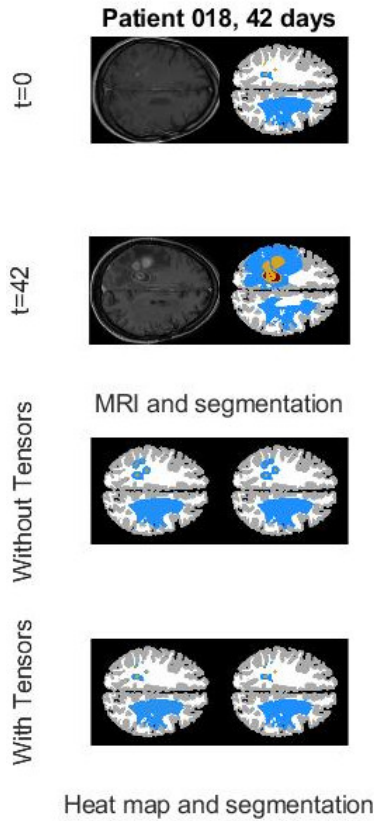 Patient 018, 42 days
t=0
t=42
MRI and segmentation
Without Tensors
With Tensors
Heat map and segmentation